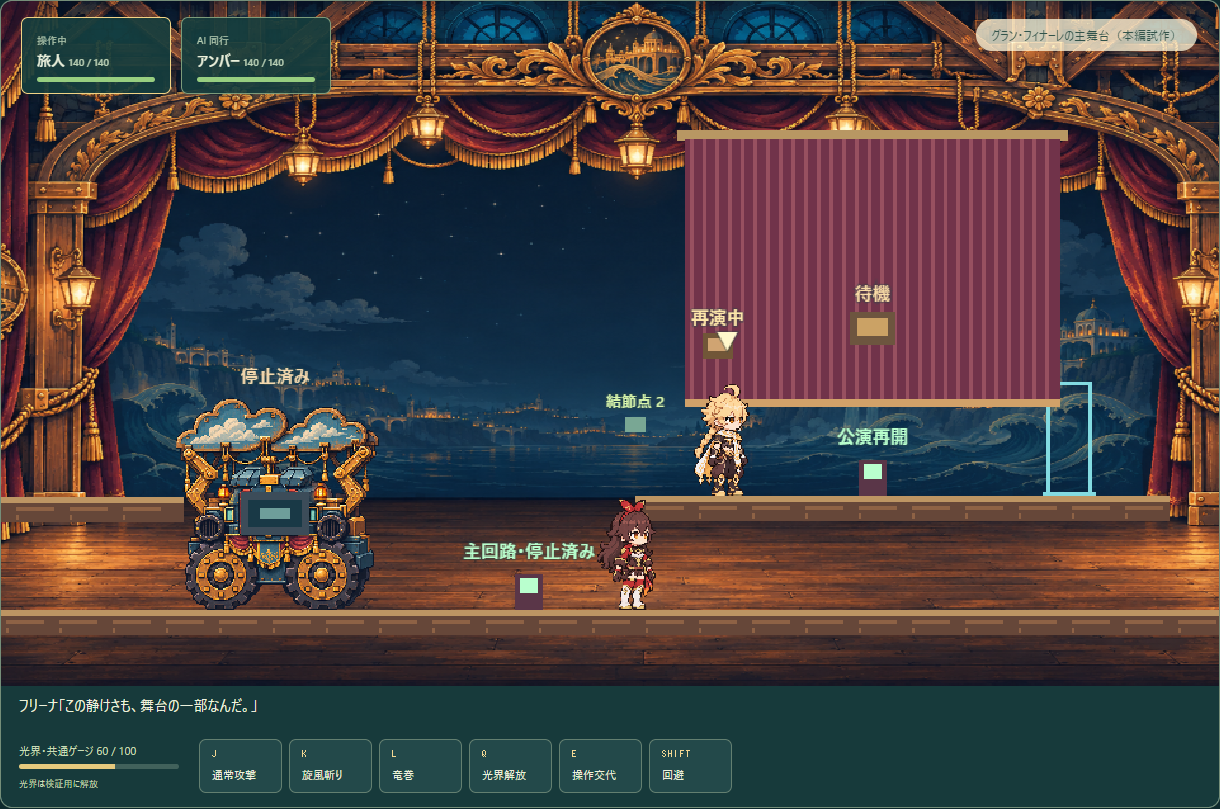 操作中
旅人 140 / 140
AI 同行
アンバー 140 / 140
グラン・フィナーレの主舞台（本編試作）
待機
再演中
停止済み
結節点 2
公演再開
主回路・停止済み
フリーナ「この静けさも、舞台の一部なんだ。」
光界・共通ゲージ 60 / 100
光界は検証用に解放
J
通常攻撃
K
旋風斬り
L
竜巻
Q
光界解放
E
操作交代
SHIFT
回避